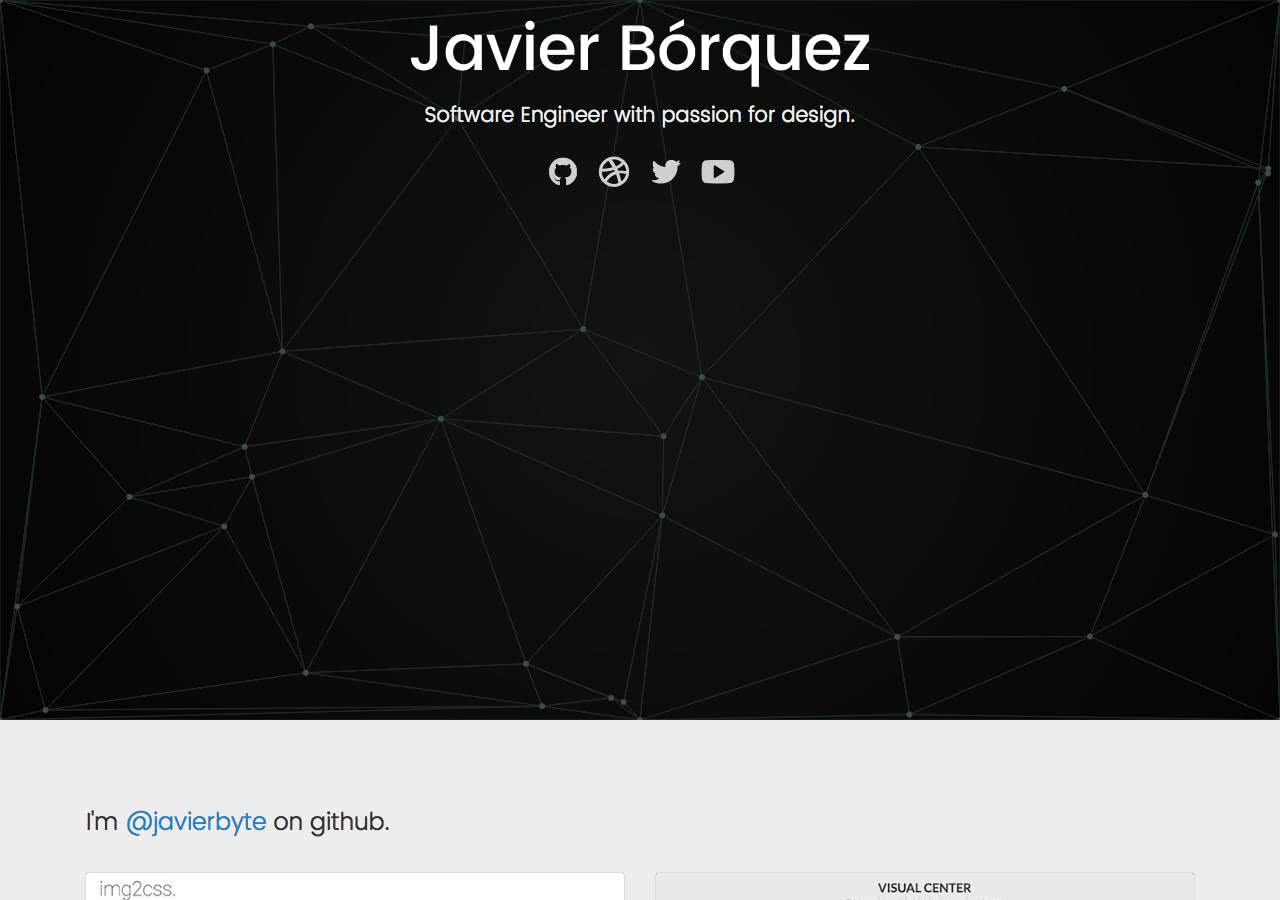 Javier Bórquez
Software Engineer with passion for design.
I'm @javierbyte on github.
img2css.
VISUAL CENTER